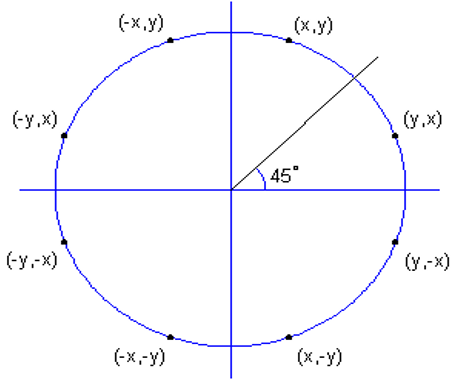 (-x,y)
(x,y)
(-y,x)
(y,x)
45°
(-y,-x)
(y,-x)
(-x,-y)
(x,-y)